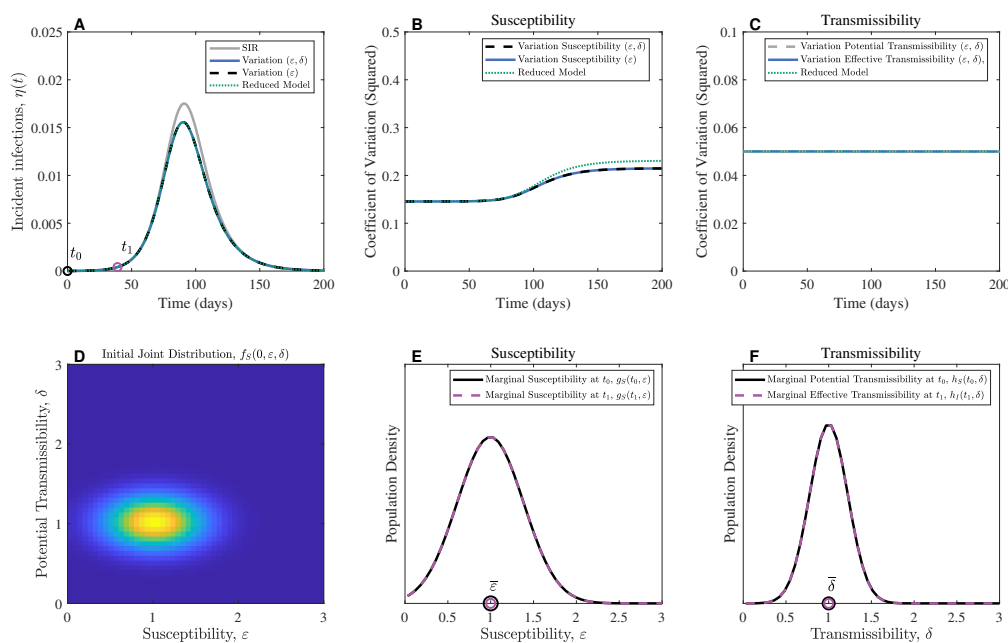 A
0.025
0.02
0.015
0.01
0.005
0
Incident infections, η(t)
SIR
Variation (ε, δ)
Variation (ε)
Reduced Model
t₀
t₁
0 50 100 150 200
Time (days)
B
Susceptibility
0.5
0.4
0.3
0.2
0.1
0
Coefficient of Variation (Squared)
Variation Susceptibility (ε, δ)
Variation Susceptibility (ε)
Reduced Model
0 50 100 150 200
Time (days)
C
Transmissibility
0.1
0.08
0.06
0.04
0.02
0
Coefficient of Variation (Squared)
Variation Potential Transmissibility (ε, δ)
Variation Effective Transmissibility (ε, δ),
Reduced Model
0 50 100 150 200
Time (days)
D
Initial Joint Distribution, f_S(0, ε, δ)
3
2
1
0
Potential Transmissibility, δ
0 1 2 3
Susceptibility, ε
E
Susceptibility
Population Density
Marginal Susceptibility at t₀, g_S(t₀, ε)
Marginal Susceptibility at t₁, g_S(t₁, ε)
ε̅
0 0.5 1 1.5 2 2.5 3
Susceptibility, ε
F
Transmissibility
Population Density
Marginal Potential Transmissibility at t₀, h_S(t₀, δ)
Marginal Effective Transmissibility at t₁, h_I(t₁, δ)
δ̅
0 0.5 1 1.5 2 2.5 3
Transmissibility, δ